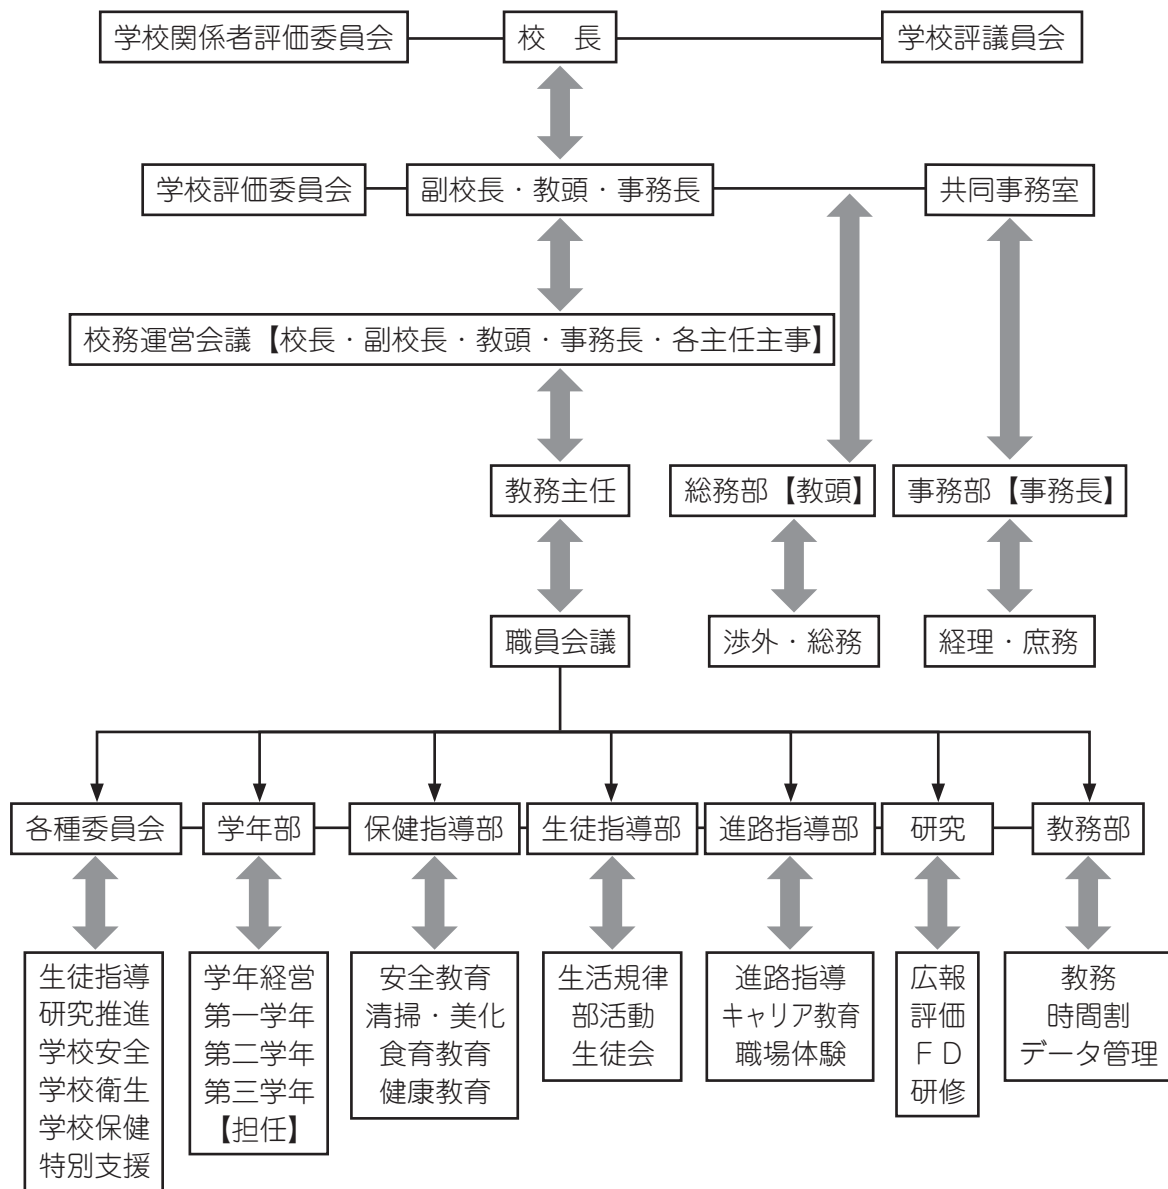 学校関係者評価委員会
校　長
学校評議員会
学校評価委員会
副校長・教頭・事務長
共同事務室
校務運営会議【校長・副校長・教頭・事務長・各主任主事】
教務主任
総務部【教頭】
事務部【事務長】
職員会議
渉外・総務
経理・庶務
各種委員会
学年部
保健指導部
生徒指導部
進路指導部
研究
教務部
生徒指導
研究推進
学校安全
学校衛生
学校保健
特別支援
学年経営
第一学年
第二学年
第三学年
【担任】
安全教育
清掃・美化
食育教育
健康教育
生活規律
部活動
生徒会
進路指導
キャリア教育
職場体験
広報
評価
ＦＤ
研修
教務
時間割
データ管理